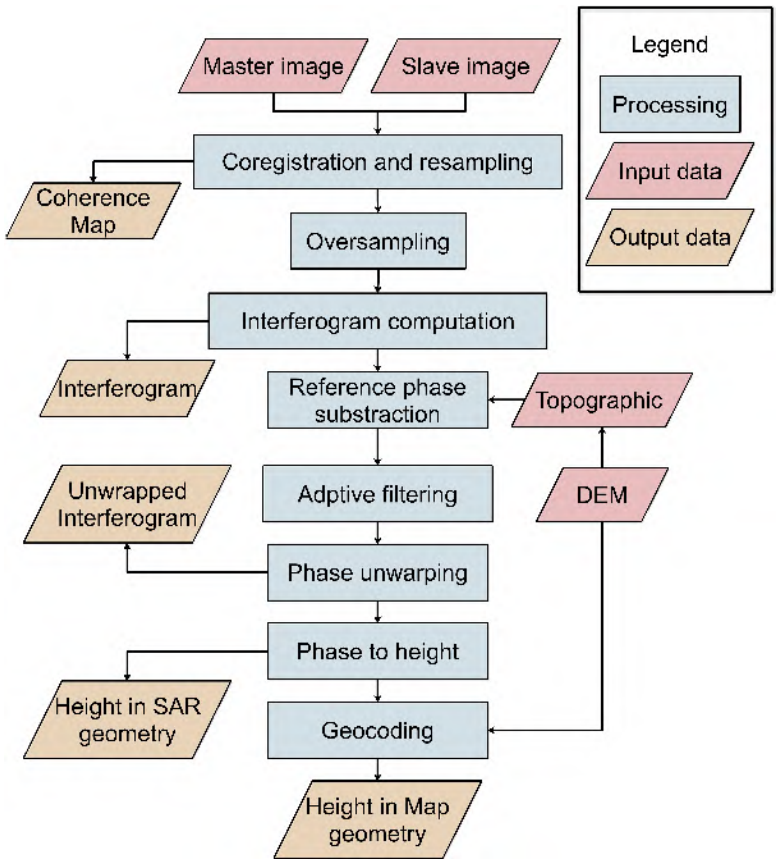 Master image
Slave image
Legend
Processing
Input data
Output data
Coregistration and resampling
Coherence
Map
Oversampling
Interferogram computation
Interferogram
Reference phase
substraction
Topographic
Unwrapped
Interferogram
Adptive filtering
DEM
Phase unwarping
Phase to height
Height in SAR
geometry
Geocoding
Height in Map
geometry